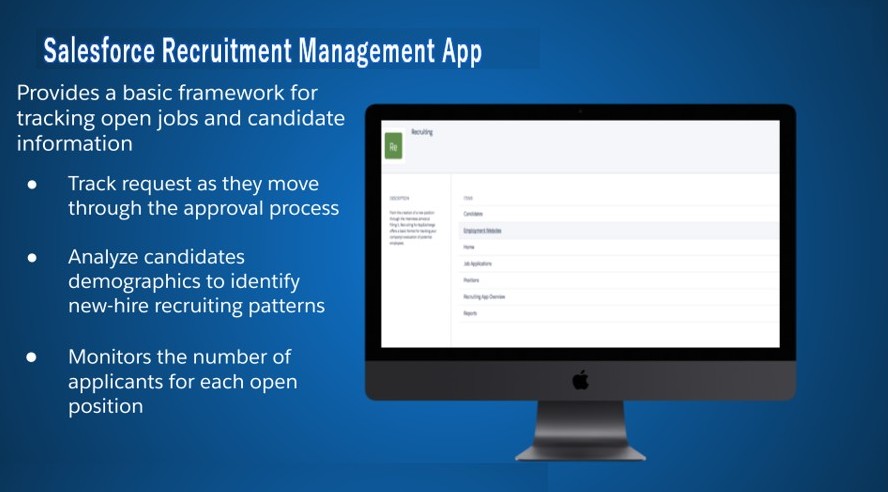 Salesforce Recruitment Management App
Provides a basic framework for
tracking open jobs and candidate
information
● Track request as they move
through the approval process
● Analyze candidates
demographics to identify
new-hire recruiting patterns
● Monitors the number of
applicants for each open
position
Recruiting
Re
DESCRIPTION
ITEMS
Candidates
Employment Websites
Home
Job Applications
Positions
Recruiting App Overview
Reports